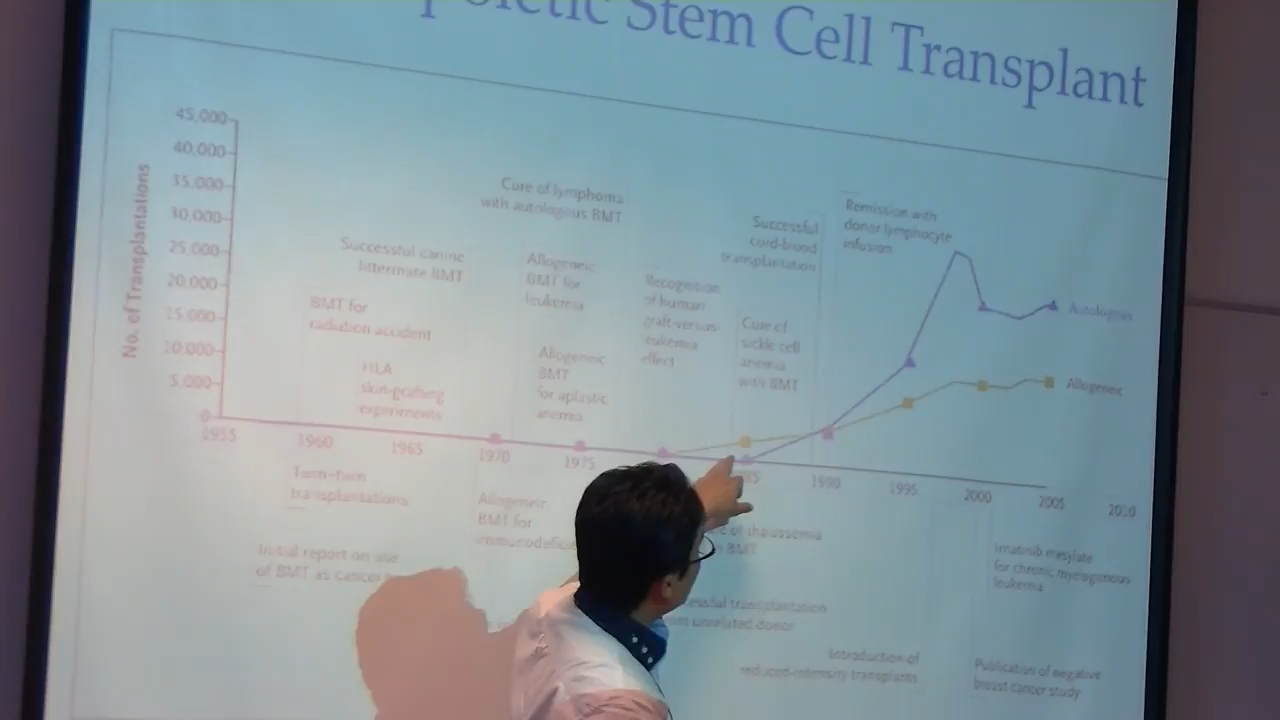 Stem Cell Transplant
45,000
40,000
35,000
30,000
25,000
20,000
15,000
10,000
5,000
0
No. of Transplantations
Cure of lymphoma
with autologous BMT
Remission with
donor lymphocyte
infusion
Successful
cord-blood
transplantation
Successful canine
littermate BMT
Allogeneic
BMT for
leukemia
Recognition
of human
graft-versus-
leukemia
effect
BMT for
radiation accident
Cure of
sickle cell
anemia
with BMT
HLA
skin-grafting
experiments
Allogeneic
BMT
for aplastic
anemia
Autologous
Allogeneic
1955
1960
1965
1970
1975
1990
1995
2000
2005
2010
Twin–twin
transplantations
Allogeneic
BMT for
of thalassemia
BMT
Initial report on use
of BMT as cancer
transplantation
unrelated donor
Introduction of
reduced-intensity transplants
Imatinib mesylate
for chronic myelogenous
leukemia
Publication of negative
breast cancer study